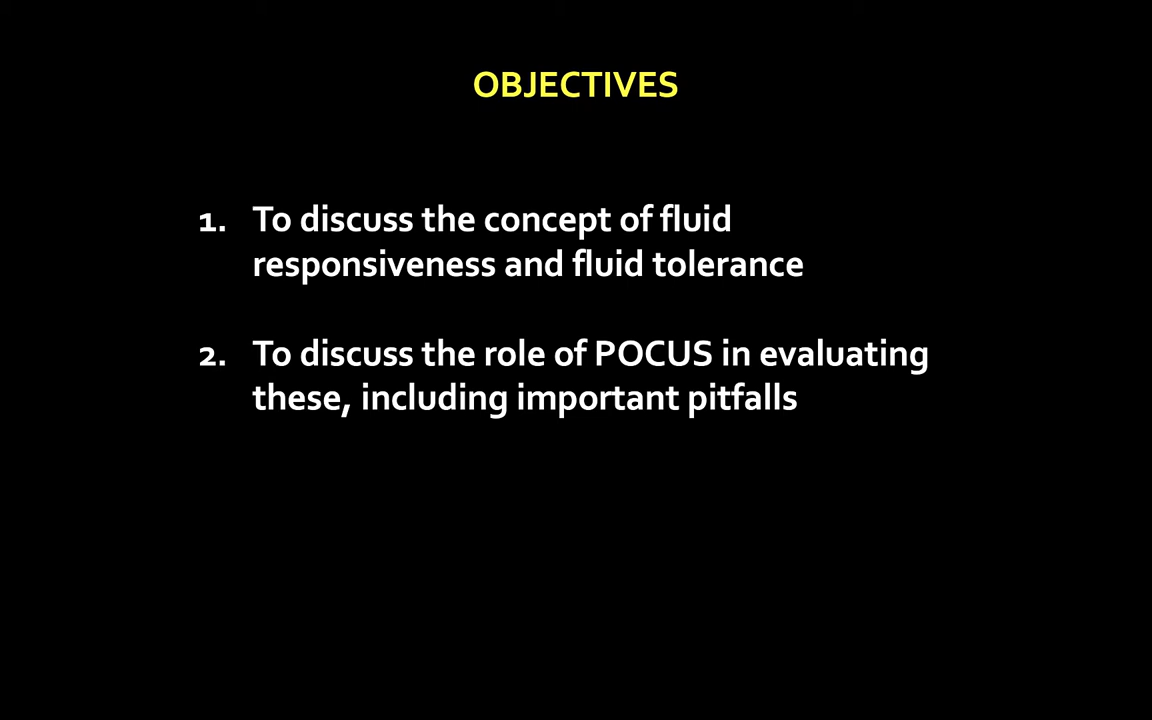 OBJECTIVES
1. To discuss the concept of fluid
responsiveness and fluid tolerance
2. To discuss the role of POCUS in evaluating
these, including important pitfalls